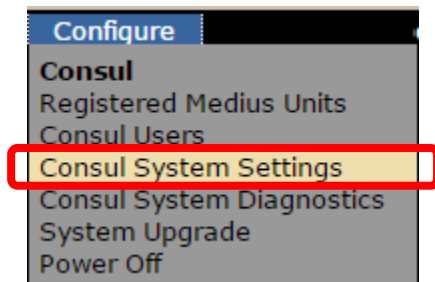 Configure
Consul
Registered Medius Units
Consul Users
Consul System Settings
Consul System Diagnostics
System Upgrade
Power Off